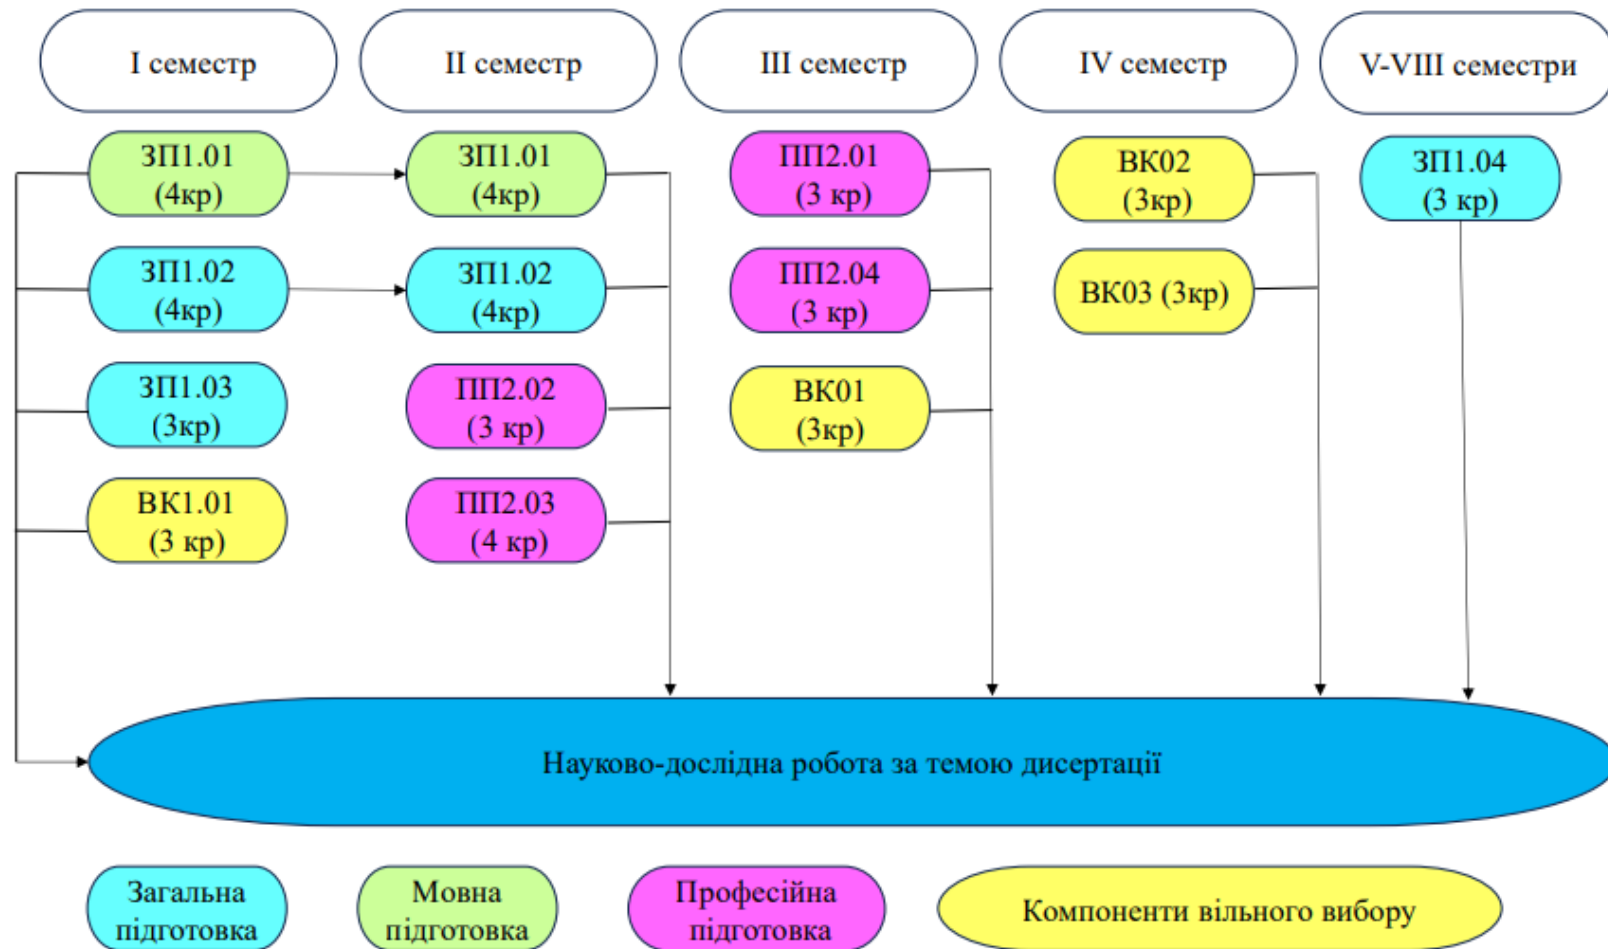 I семестр
II семестр
III семестр
IV семестр
V-VIII семестри
ЗП1.01
(4кр)
ЗП1.01
(4кр)
ПП2.01
(3 кр)
ВК02
(3кр)
ЗП1.04
(3 кр)
ЗП1.02
(4кр)
ЗП1.02
(4кр)
ПП2.04
(3 кр)
ВК03 (3кр)
ЗП1.03
(3кр)
ПП2.02
(3 кр)
ВК01
(3кр)
ВК1.01
(3 кр)
ПП2.03
(4 кр)
Науково-дослідна робота за темою дисертації
Загальна
підготовка
Мовна
підготовка
Професійна
підготовка
Компоненти вільного вибору